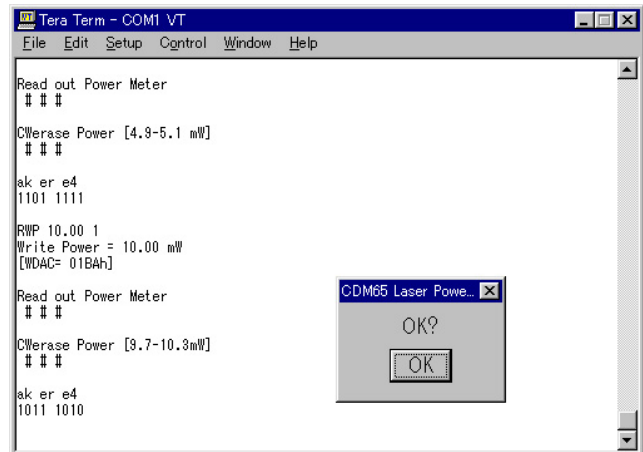 Tera Term - COM1 VT
File Edit Setup Control Window Help
Read out Power Meter
# # #
CWerase Power [4.9-5.1 mW]
# # #
ak er e4
1101 1111
RWP 10.00 1
Write Power = 10.00 mW
[WDAC= 01BAh]
Read out Power Meter
# # #
CWerase Power [9.7-10.3mW]
# # #
ak er e4
1011 1010
CDM65 Laser Powe...
OK?
OK